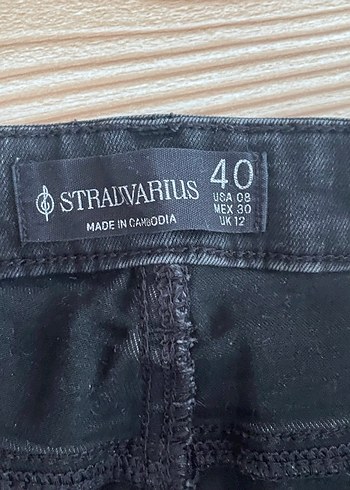 STRADIVARIUS
MADE IN CAMBODIA
40
USA 08
MEX 30
UK 12